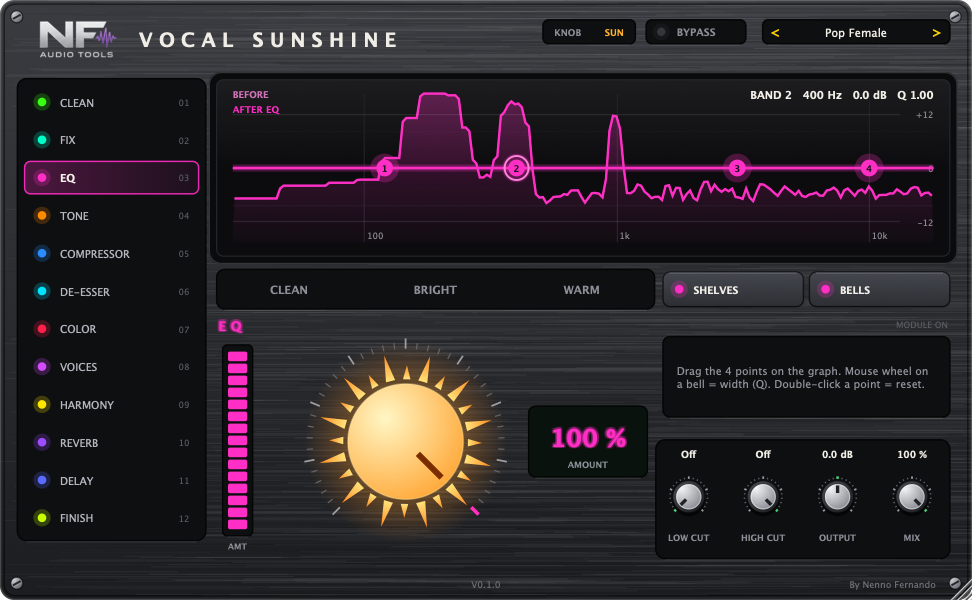 NF
AUDIO TOOLS
VOCAL SUNSHINE
KNOB SUN
BYPASS
< Pop Female >
CLEAN 01
FIX 02
EQ 03
TONE 04
COMPRESSOR 05
DE-ESSER 06
COLOR 07
VOICES 08
HARMONY 09
REVERB 10
DELAY 11
FINISH 12
BEFORE
AFTER EQ
BAND 2 400 Hz 0.0 dB Q 1.00
+12
1 2 3 4 0
-12
100 1k 10k
CLEAN BRIGHT WARM
SHELVES
BELLS
EQ
MODULE ON
Drag the 4 points on the graph. Mouse wheel on
a bell = width (Q). Double-click a point = reset.
100 %
AMOUNT
AMT
Off Off 0.0 dB 100 %
LOW CUT HIGH CUT OUTPUT MIX
V0.1.0
By Nenno Fernando